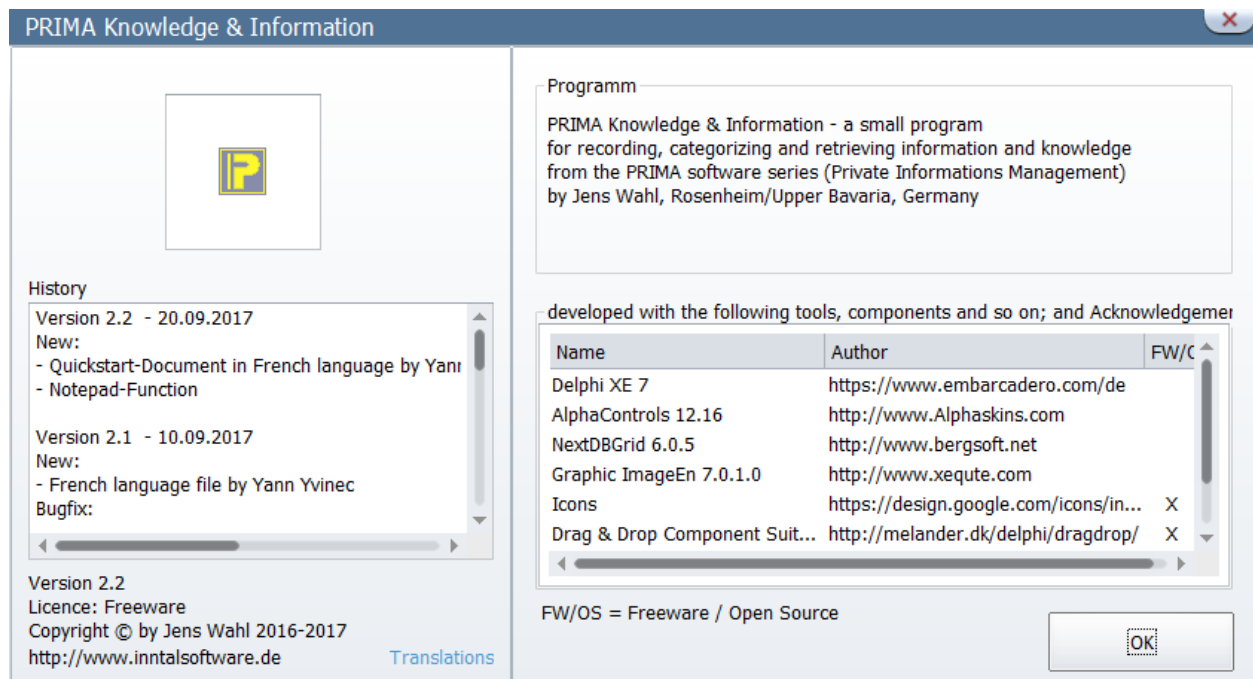 PRIMA Knowledge & Information
History
Version 2.2 - 20.09.2017
New:
- Quickstart-Document in French language by Yann
- Notepad-Function
Version 2.1 - 10.09.2017
New:
- French language file by Yann Yvinec
Bugfix:
Version 2.2
Licence: Freeware
Copyright © by Jens Wahl 2016-2017
http://www.inntalsoftware.de Translations
Programm
PRIMA Knowledge & Information - a small program
for recording, categorizing and retrieving information and knowledge
from the PRIMA software series (Private Informations Management)
by Jens Wahl, Rosenheim/Upper Bavaria, Germany
developed with the following tools, components and so on; and Acknowledgemen
Name Author FW/O
Delphi XE 7 https://www.embarcadero.com/de
AlphaControls 12.16 http://www.Alphaskins.com
NextDBGrid 6.0.5 http://www.bergsoft.net
Graphic ImageEn 7.0.1.0 http://www.xequte.com
Icons https://design.google.com/icons/in... X
Drag & Drop Component Suit... http://melander.dk/delphi/dragdrop/ X
FW/OS = Freeware / Open Source
OK